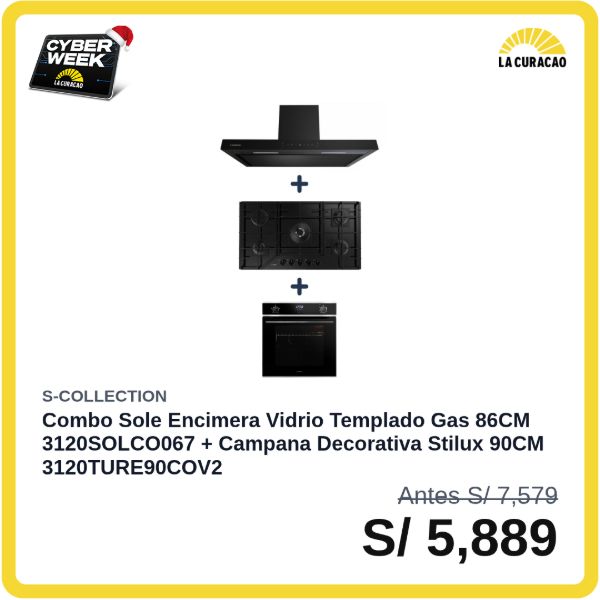 CYBER
WEEK
LA CURACAO
LA CURACAO
+
+
S-COLLECTION
Combo Sole Encimera Vidrio Templado Gas 86CM
3120SOLCO067 + Campana Decorativa Stilux 90CM
3120TURE90COV2
Antes S/ 7,579
S/ 5,889